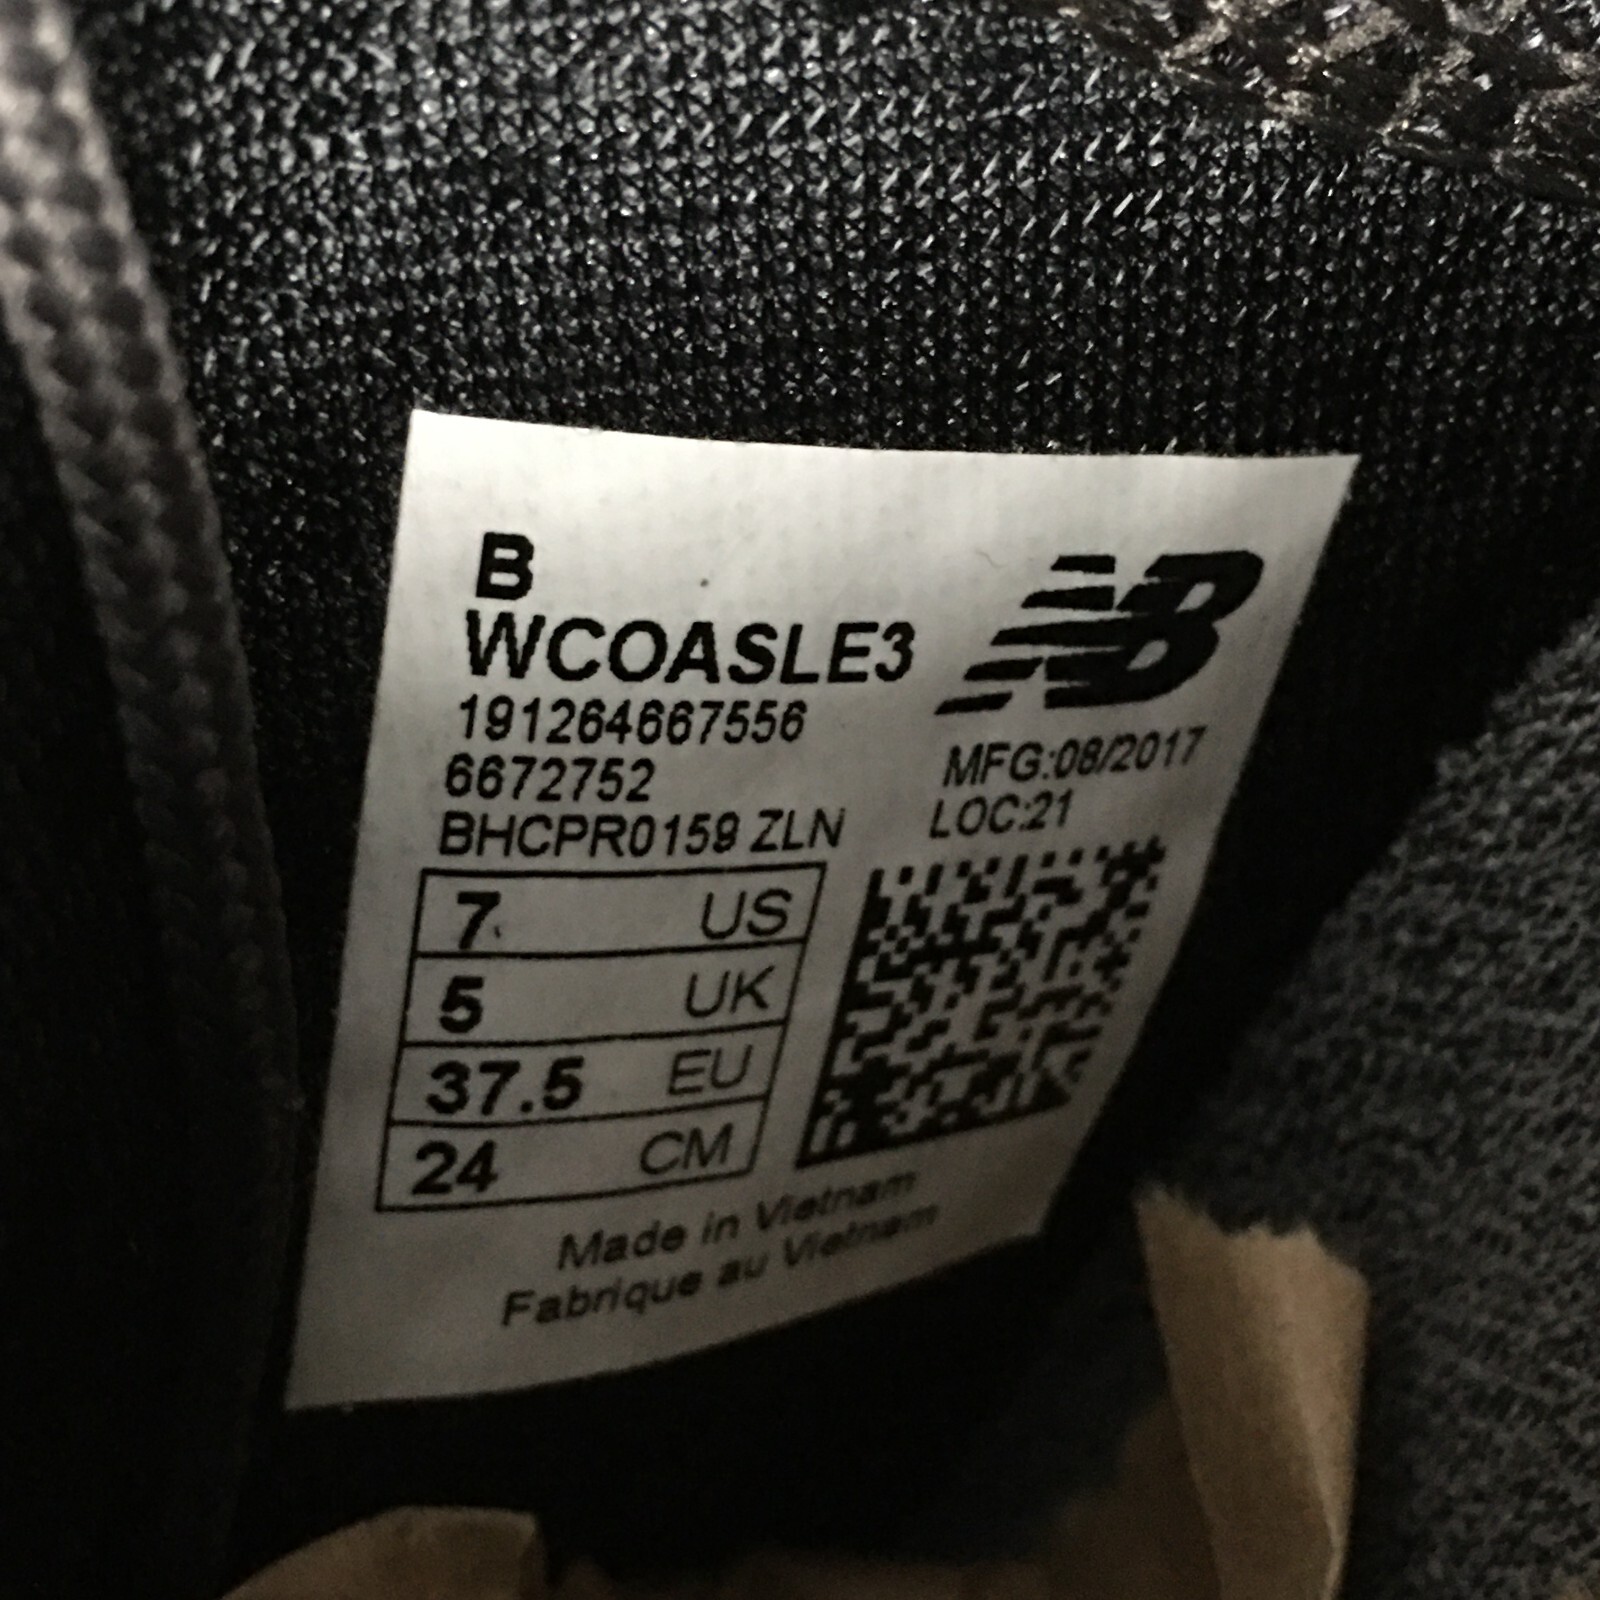 B
WCOASLE3
NB
191264667556
6672752
BHCPR0159 ZLN
MFG:08/2017
LOC:21
7 US
5 UK
37.5 EU
24 CM
Made in Vietnam
Fabrique au Vietnam